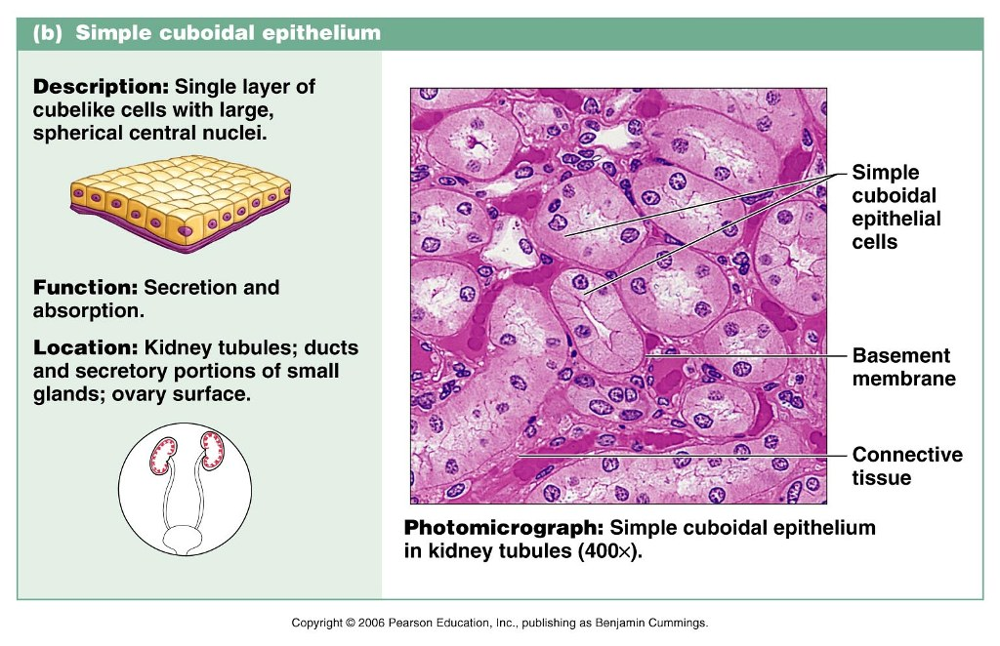 (b) Simple cuboidal epithelium
Description: Single layer of
cubelike cells with large,
spherical central nuclei.
Function: Secretion and
absorption.
Location: Kidney tubules; ducts
and secretory portions of small
glands; ovary surface.
Simple
cuboidal
epithelial
cells
Basement
membrane
Connective
tissue
Photomicrograph: Simple cuboidal epithelium
in kidney tubules (400×).
Copyright © 2006 Pearson Education, Inc., publishing as Benjamin Cummings.